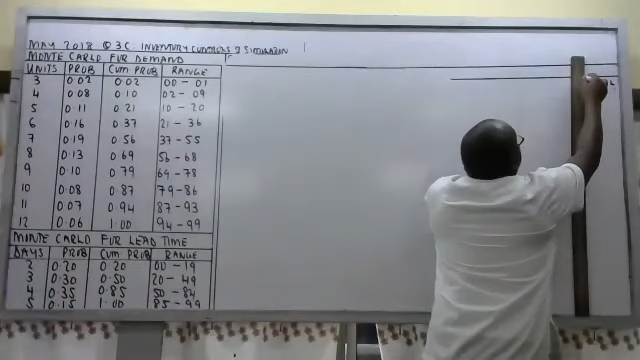 MAY 2018 Q 3C: INVENTORY CONTROLS & SIMULATION
MONTE CARLO FOR DEMAND
UNITS PROB CUM PROB RANGE
3 0.02 0.02 00 - 01
4 0.08 0.10 02 - 09
5 0.11 0.21 10 - 20
6 0.16 0.37 21 - 36
7 0.19 0.56 37 - 55
8 0.13 0.69 56 - 68
9 0.10 0.79 69 - 78
10 0.08 0.87 79 - 86
11 0.07 0.94 87 - 93
12 0.06 1.00 94 - 99
MONTE CARLO FOR LEAD TIME
DAYS PROB CUM PROB RANGE
2 0.20 0.20 00 - 19
3 0.30 0.50 20 - 49
4 0.35 0.85 50 - 84
5 0.15 1.00 85 - 99